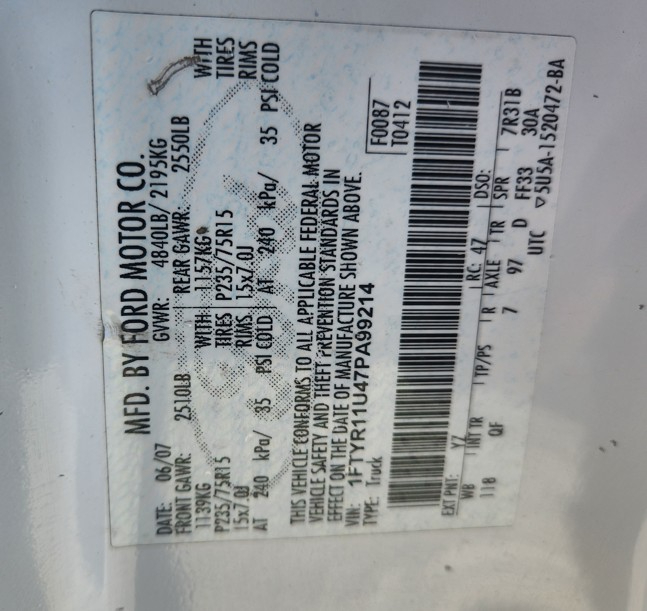 MFD. BY FORD MOTOR CO.
DATE: 06/07 GVWR: 4840LB/ 2195KG
FRONT GAWR: 2510LB REAR GAWR: 2550LB
1139KG WITH 1157KG WITH
P235/75R15 TIRES P235/75R15 TIRES
15x7.0J RIMS 15x7.0J RIMS
AT 240 kPa/ 35 PSI COLD AT 240 kPa/ 35 PSI COLD
THIS VEHICLE CONFORMS TO ALL APPLICABLE FEDERAL MOTOR
VEHICLE SAFETY AND THEFT PREVENTION STANDARDS IN
EFFECT ON THE DATE OF MANUFACTURE SHOWN ABOVE.
VIN: 1FTYR11U47PA99214
TYPE: Truck
F0087
T0412
EXT PNT: YZ RC: 47 DSO:
WB INT TR TP/PS R AXLE TR SPR
118 QF 7 97 D FF33 7R31B
30A
UTC ▽5U5A-1520472-BA